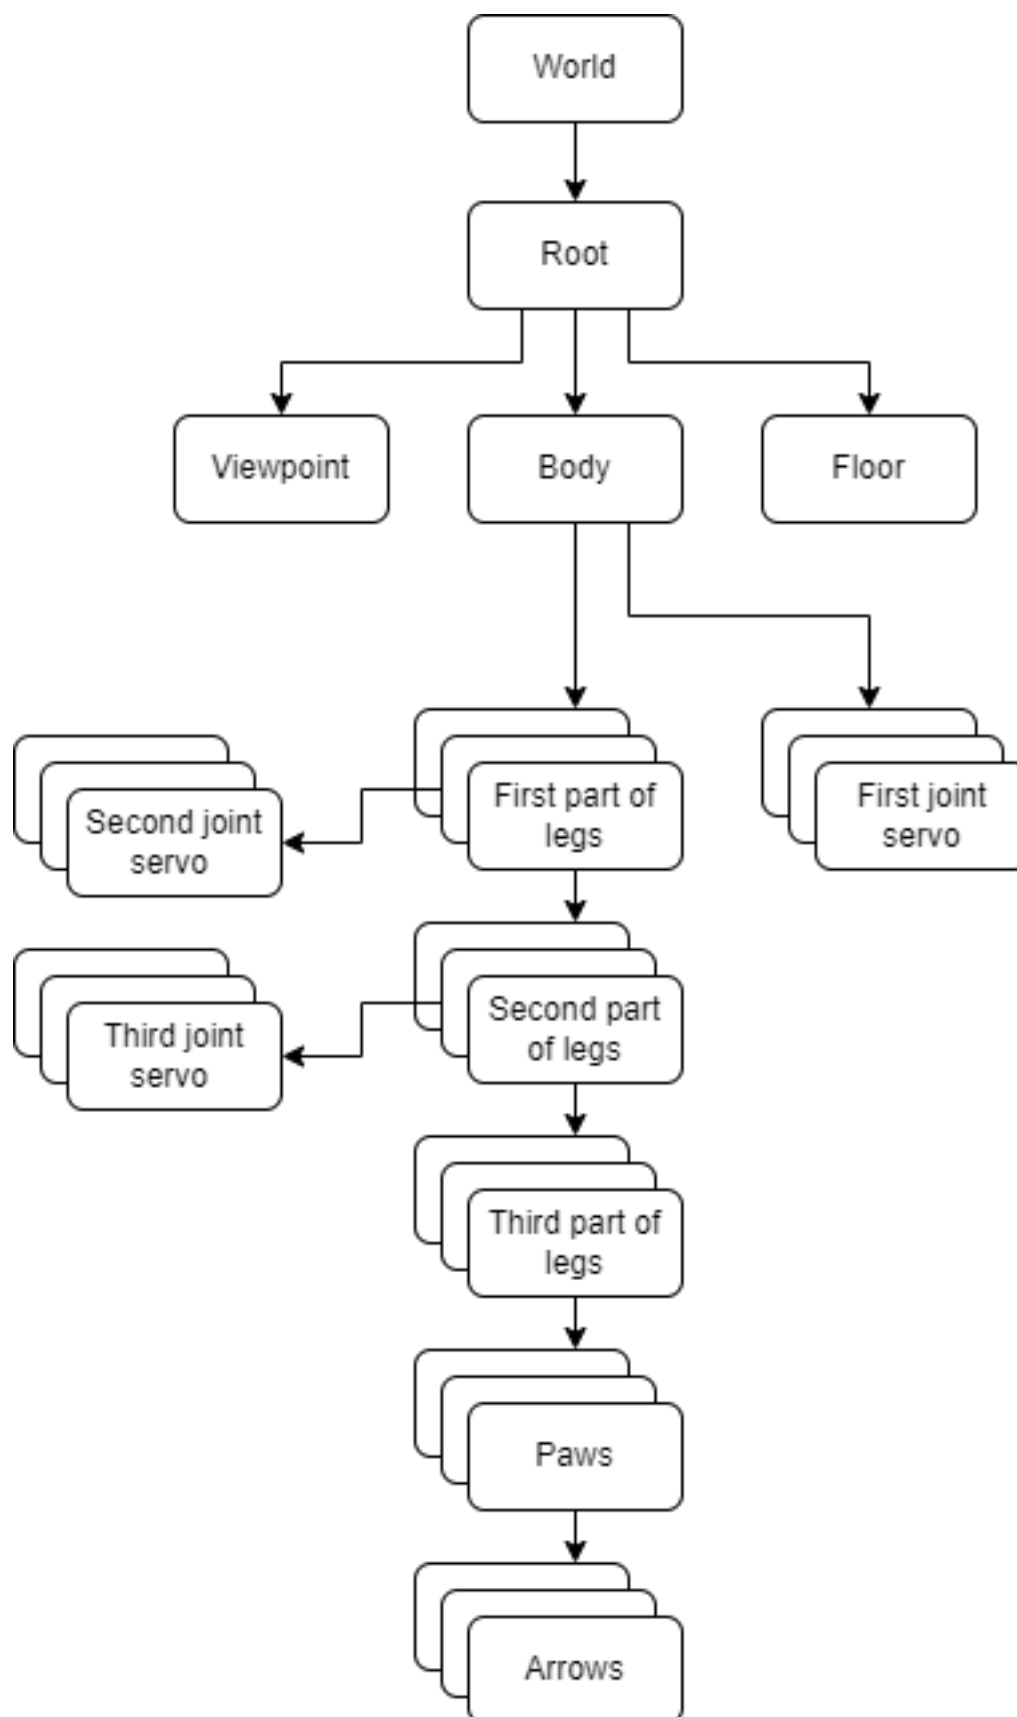 World
Root
Viewpoint
Body
Floor
First part of
legs
First joint
servo
Second joint
servo
Second part
of legs
Third joint
servo
Third part of
legs
Paws
Arrows